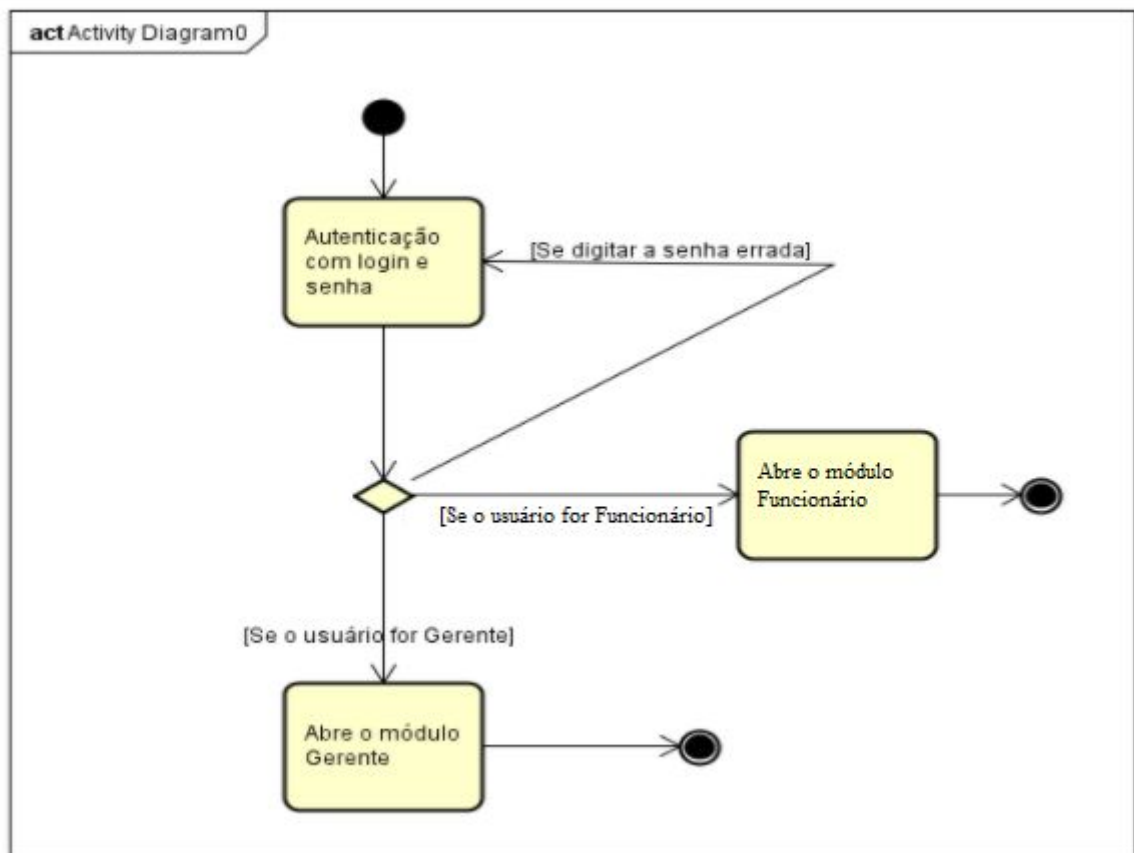 act Activity Diagram0
Autenticação
com login e
senha
[Se digitar a senha errada]
Abre o módulo
Funcionário
[Se o usuário for Funcionário]
[Se o usuário for Gerente]
Abre o módulo
Gerente